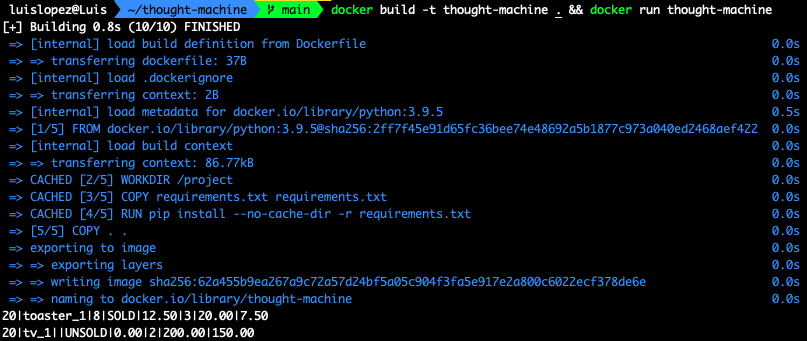 luislopez@Luis ~/thought-machine main docker build -t thought-machine . && docker run thought-machine
[+] Building 0.8s (10/10) FINISHED
=> [internal] load build definition from Dockerfile 0.0s
=> => transferring dockerfile: 37B 0.0s
=> [internal] load .dockerignore 0.0s
=> => transferring context: 2B 0.0s
=> [internal] load metadata for docker.io/library/python:3.9.5 0.5s
=> [1/5] FROM docker.io/library/python:3.9.5@sha256:2ff7f45e91d65fc36bee74e48692a5b1877c973a040ed2468aef422 0.0s
=> [internal] load build context 0.0s
=> => transferring context: 86.77kB 0.0s
=> CACHED [2/5] WORKDIR /project 0.0s
=> CACHED [3/5] COPY requirements.txt requirements.txt 0.0s
=> CACHED [4/5] RUN pip install --no-cache-dir -r requirements.txt 0.0s
=> [5/5] COPY . . 0.0s
=> exporting to image 0.0s
=> => exporting layers 0.0s
=> => writing image sha256:62a455b9ea267a9c72a57d24bf5a05c904f3fa5e917e2a800c6022ecf378de6e 0.0s
=> => naming to docker.io/library/thought-machine 0.0s
20|toaster_1|8|SOLD|12.50|3|20.00|7.50
20|tv_1||UNSOLD|0.00|2|200.00|150.00